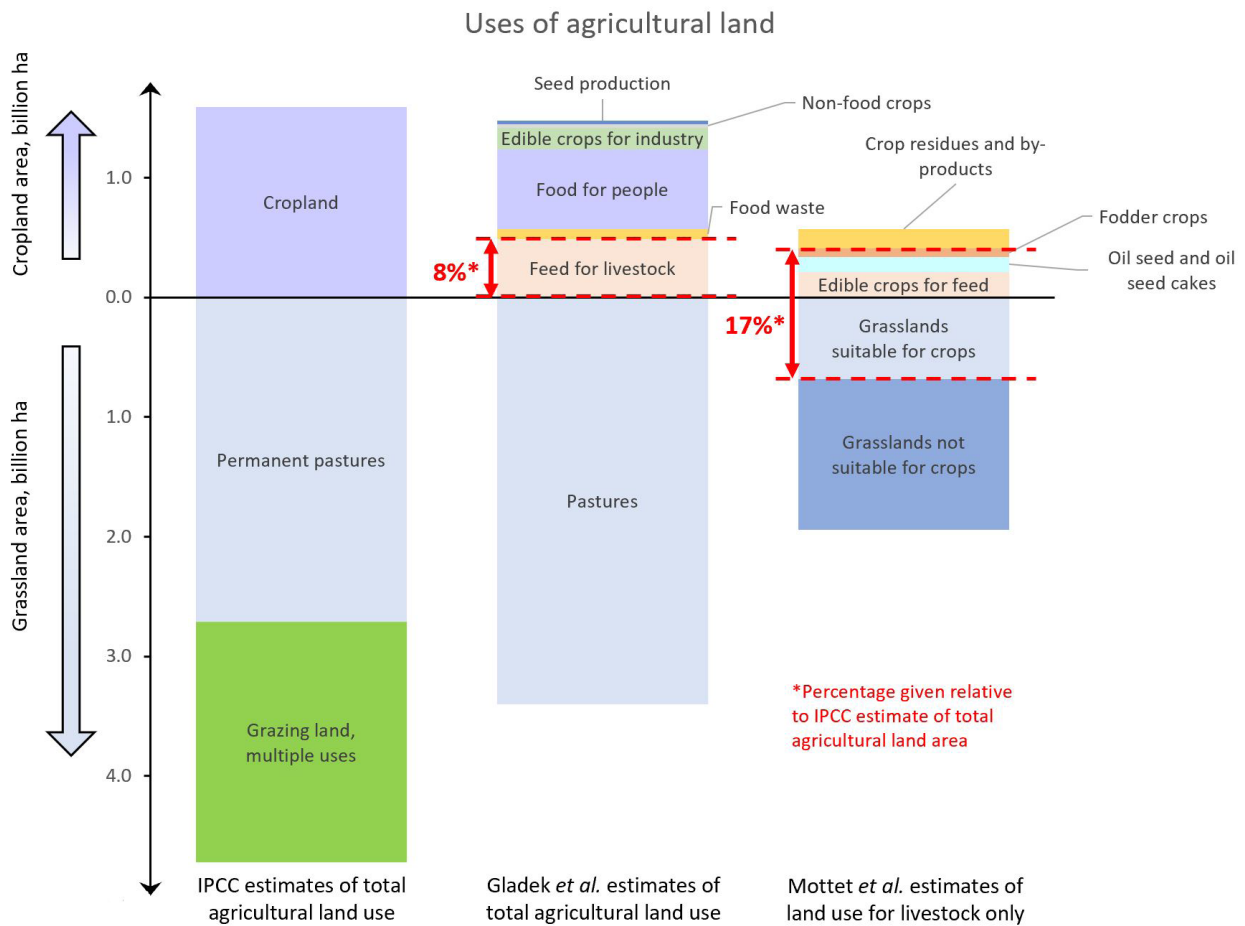 Uses of agricultural land
Cropland area, billion ha
Grassland area, billion ha
1.0
0.0
1.0
2.0
3.0
4.0
Cropland
Permanent pastures
Grazing land,
multiple uses
Seed production
Non-food crops
Edible crops for industry
Food for people
Food waste
8%*
Feed for livestock
Pastures
Crop residues and by-
products
Fodder crops
Oil seed and oil
seed cakes
Edible crops for feed
17%*
Grasslands
suitable for crops
Grasslands not
suitable for crops
*Percentage given relative
to IPCC estimate of total
agricultural land area
IPCC estimates of total
agricultural land use
Gladek et al. estimates of
total agricultural land use
Mottet et al. estimates of
land use for livestock only